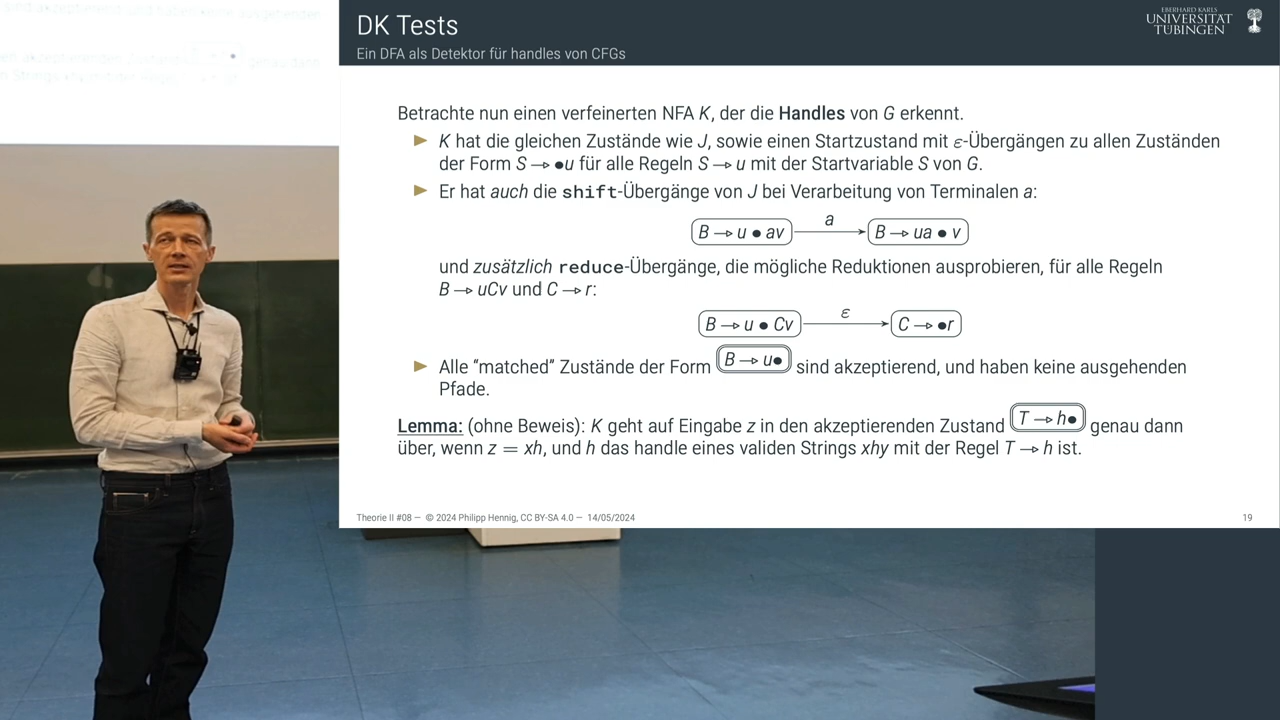 DK Tests
Ein DFA als Detektor für handles von CFGs
EBERHARD KARLS
UNIVERSITÄT
TÜBINGEN
Betrachte nun einen verfeinerten NFA K, der die Handles von G erkennt.
K hat die gleichen Zustände wie J, sowie einen Startzustand mit ε-Übergängen zu allen Zuständen
der Form S → •u für alle Regeln S → u mit der Startvariable S von G.
Er hat auch die shift-Übergänge von J bei Verarbeitung von Terminalen a:
B → u • av a B → ua • v
und zusätzlich reduce-Übergänge, die mögliche Reduktionen ausprobieren, für alle Regeln
B → uCv und C → r:
B → u • Cv ε C → •r
Alle "matched" Zustände der Form B → u• sind akzeptierend, und haben keine ausgehenden
Pfade.
Lemma: (ohne Beweis): K geht auf Eingabe z in den akzeptierenden Zustand T → h• genau dann
über, wenn z = xh, und h das handle eines validen Strings xhy mit der Regel T → h ist.
Theorie II #08 — © 2024 Philipp Hennig, CC BY-SA 4.0 — 14/05/2024
19